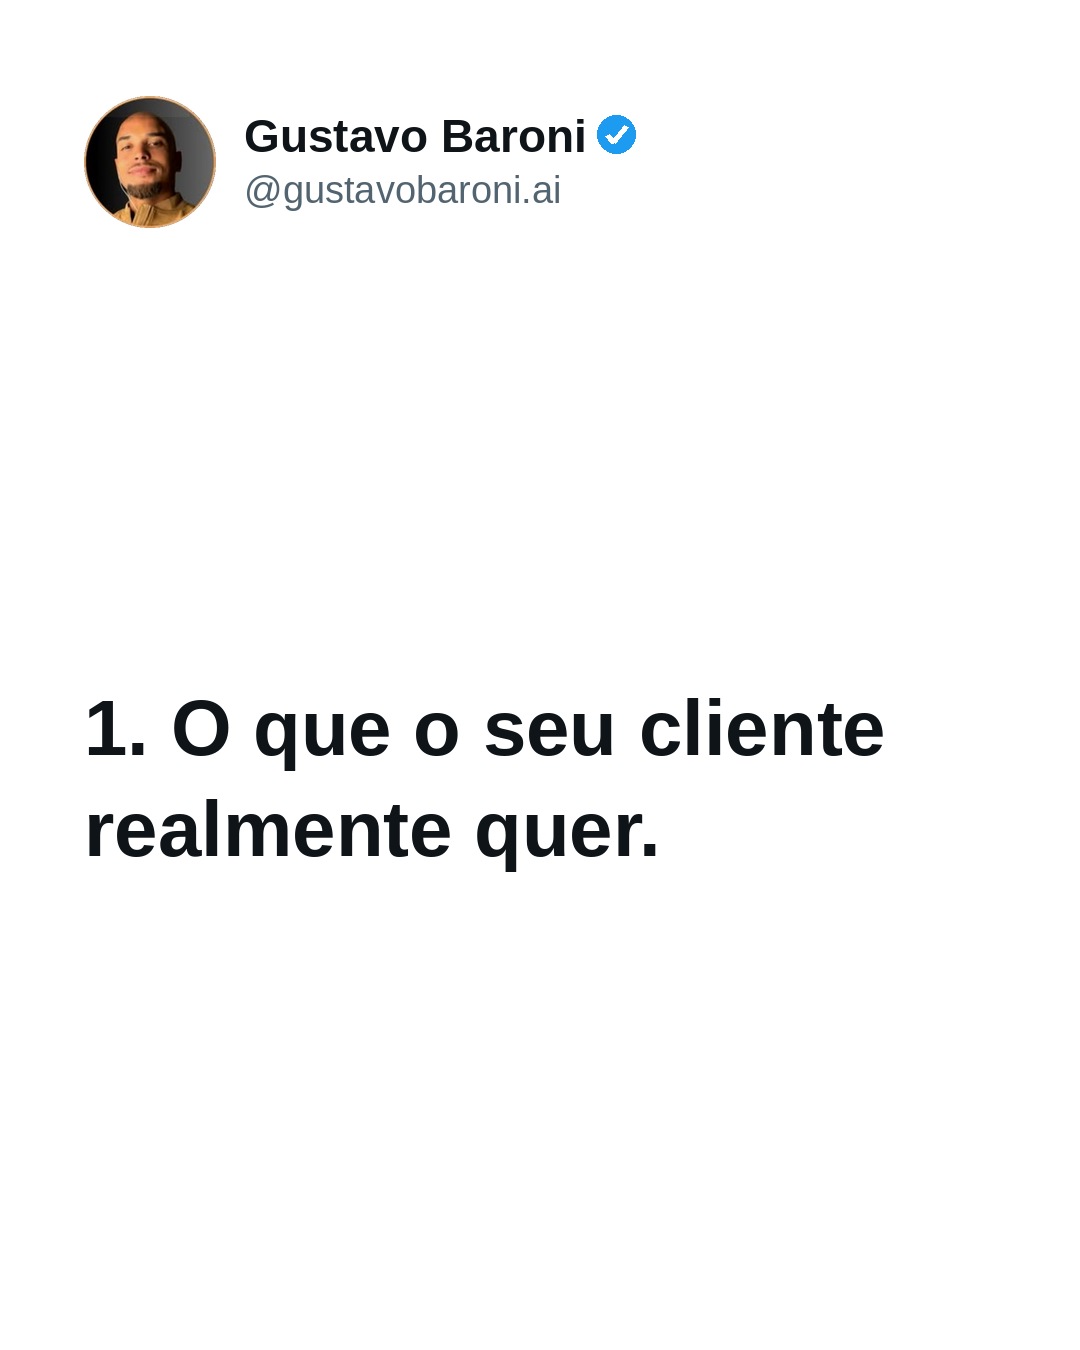 Gustavo Baroni
@gustavobaroni.ai
1. O que o seu cliente
realmente quer.